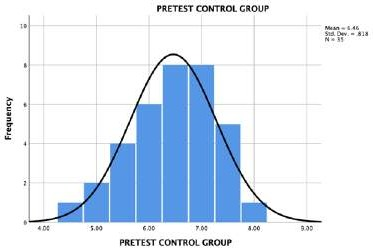 PRETEST CONTROL GROUP
Mean = 6.46
Std. Dev. = .818
N = 35
10
8
6
4
2
0
Frequency
4.00 5.00 6.00 7.00 8.00 9.00
PRETEST CONTROL GROUP